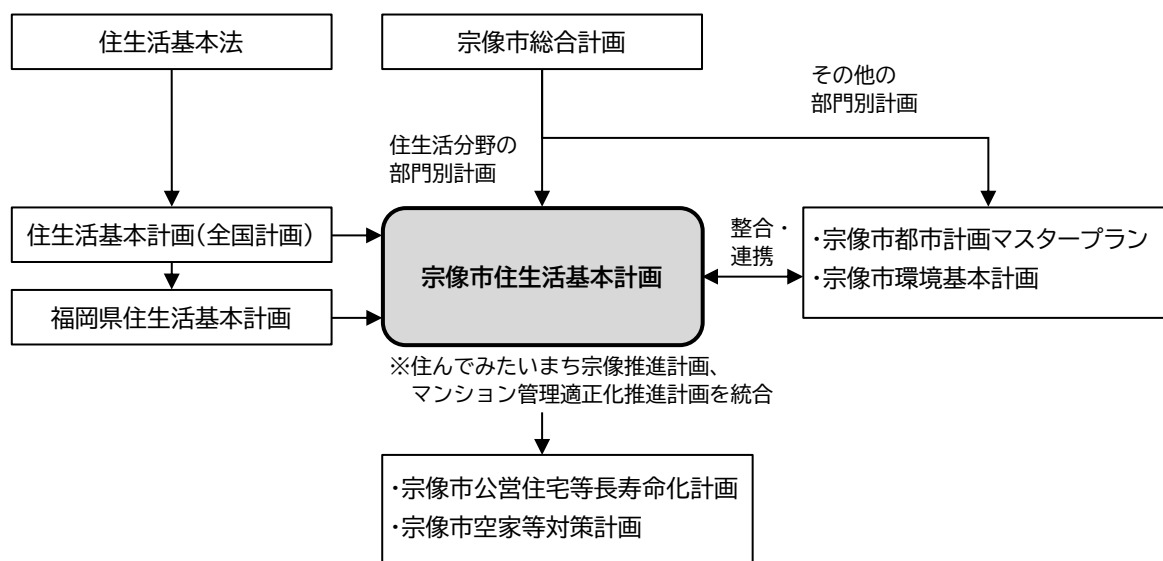 住生活基本法
宗像市総合計画
その他の
部門別計画
住生活分野の
部門別計画
住生活基本計画(全国計画)
福岡県住生活基本計画
宗像市住生活基本計画
整合・
連携
・宗像市都市計画マスタープラン
・宗像市環境基本計画
※住んでみたいまち宗像推進計画、
マンション管理適正化推進計画を統合
・宗像市公営住宅等長寿命化計画
・宗像市空家等対策計画